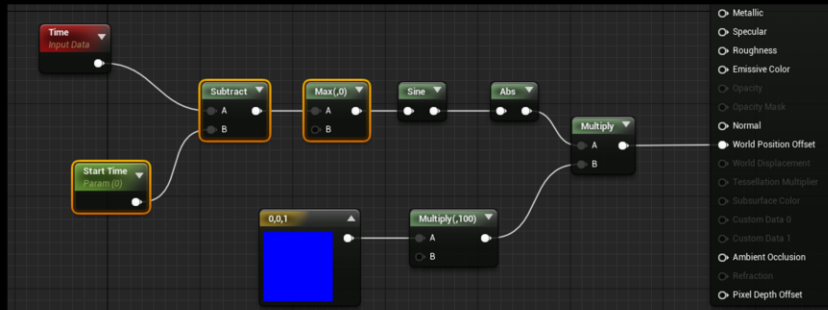 Time
Input Data
Start Time
Param (0)
Subtract
A
B
Max(,0)
A
B
Sine
Abs
Multiply
A
B
0,0,1
Multiply(,100)
A
B
Metallic
Specular
Roughness
Emissive Color
Opacity
Opacity Mask
Normal
World Position Offset
World Displacement
Tessellation Multiplier
Subsurface Color
Custom Data 0
Custom Data 1
Ambient Occlusion
Refraction
Pixel Depth Offset